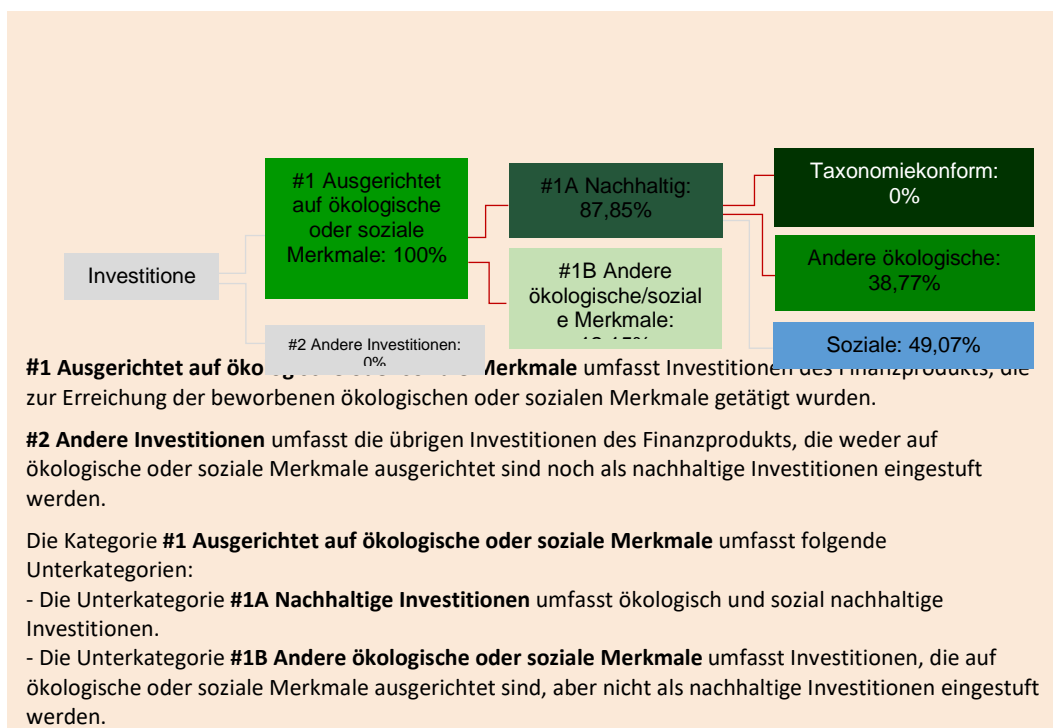 Investitione
#1 Ausgerichtet
auf ökologische
oder soziale
Merkmale: 100%
#2 Andere Investitionen:
0%
#1A Nachhaltig:
87,85%
#1B Andere
ökologische/sozial
e Merkmale:
Taxonomiekonform:
0%
Andere ökologische:
38,77%
Soziale: 49,07%
#1 Ausgerichtet auf Merkmale umfasst Investitionen des Finanzprodukts, die
zur Erreichung der beworbenen ökologischen oder sozialen Merkmale getätigt wurden.
#2 Andere Investitionen umfasst die übrigen Investitionen des Finanzprodukts, die weder auf
ökologische oder soziale Merkmale ausgerichtet sind noch als nachhaltige Investitionen eingestuft
werden.
Die Kategorie #1 Ausgerichtet auf ökologische oder soziale Merkmale umfasst folgende
Unterkategorien:
- Die Unterkategorie #1A Nachhaltige Investitionen umfasst ökologisch und sozial nachhaltige
Investitionen.
- Die Unterkategorie #1B Andere ökologische oder soziale Merkmale umfasst Investitionen, die auf
ökologische oder soziale Merkmale ausgerichtet sind, aber nicht als nachhaltige Investitionen eingestuft
werden.